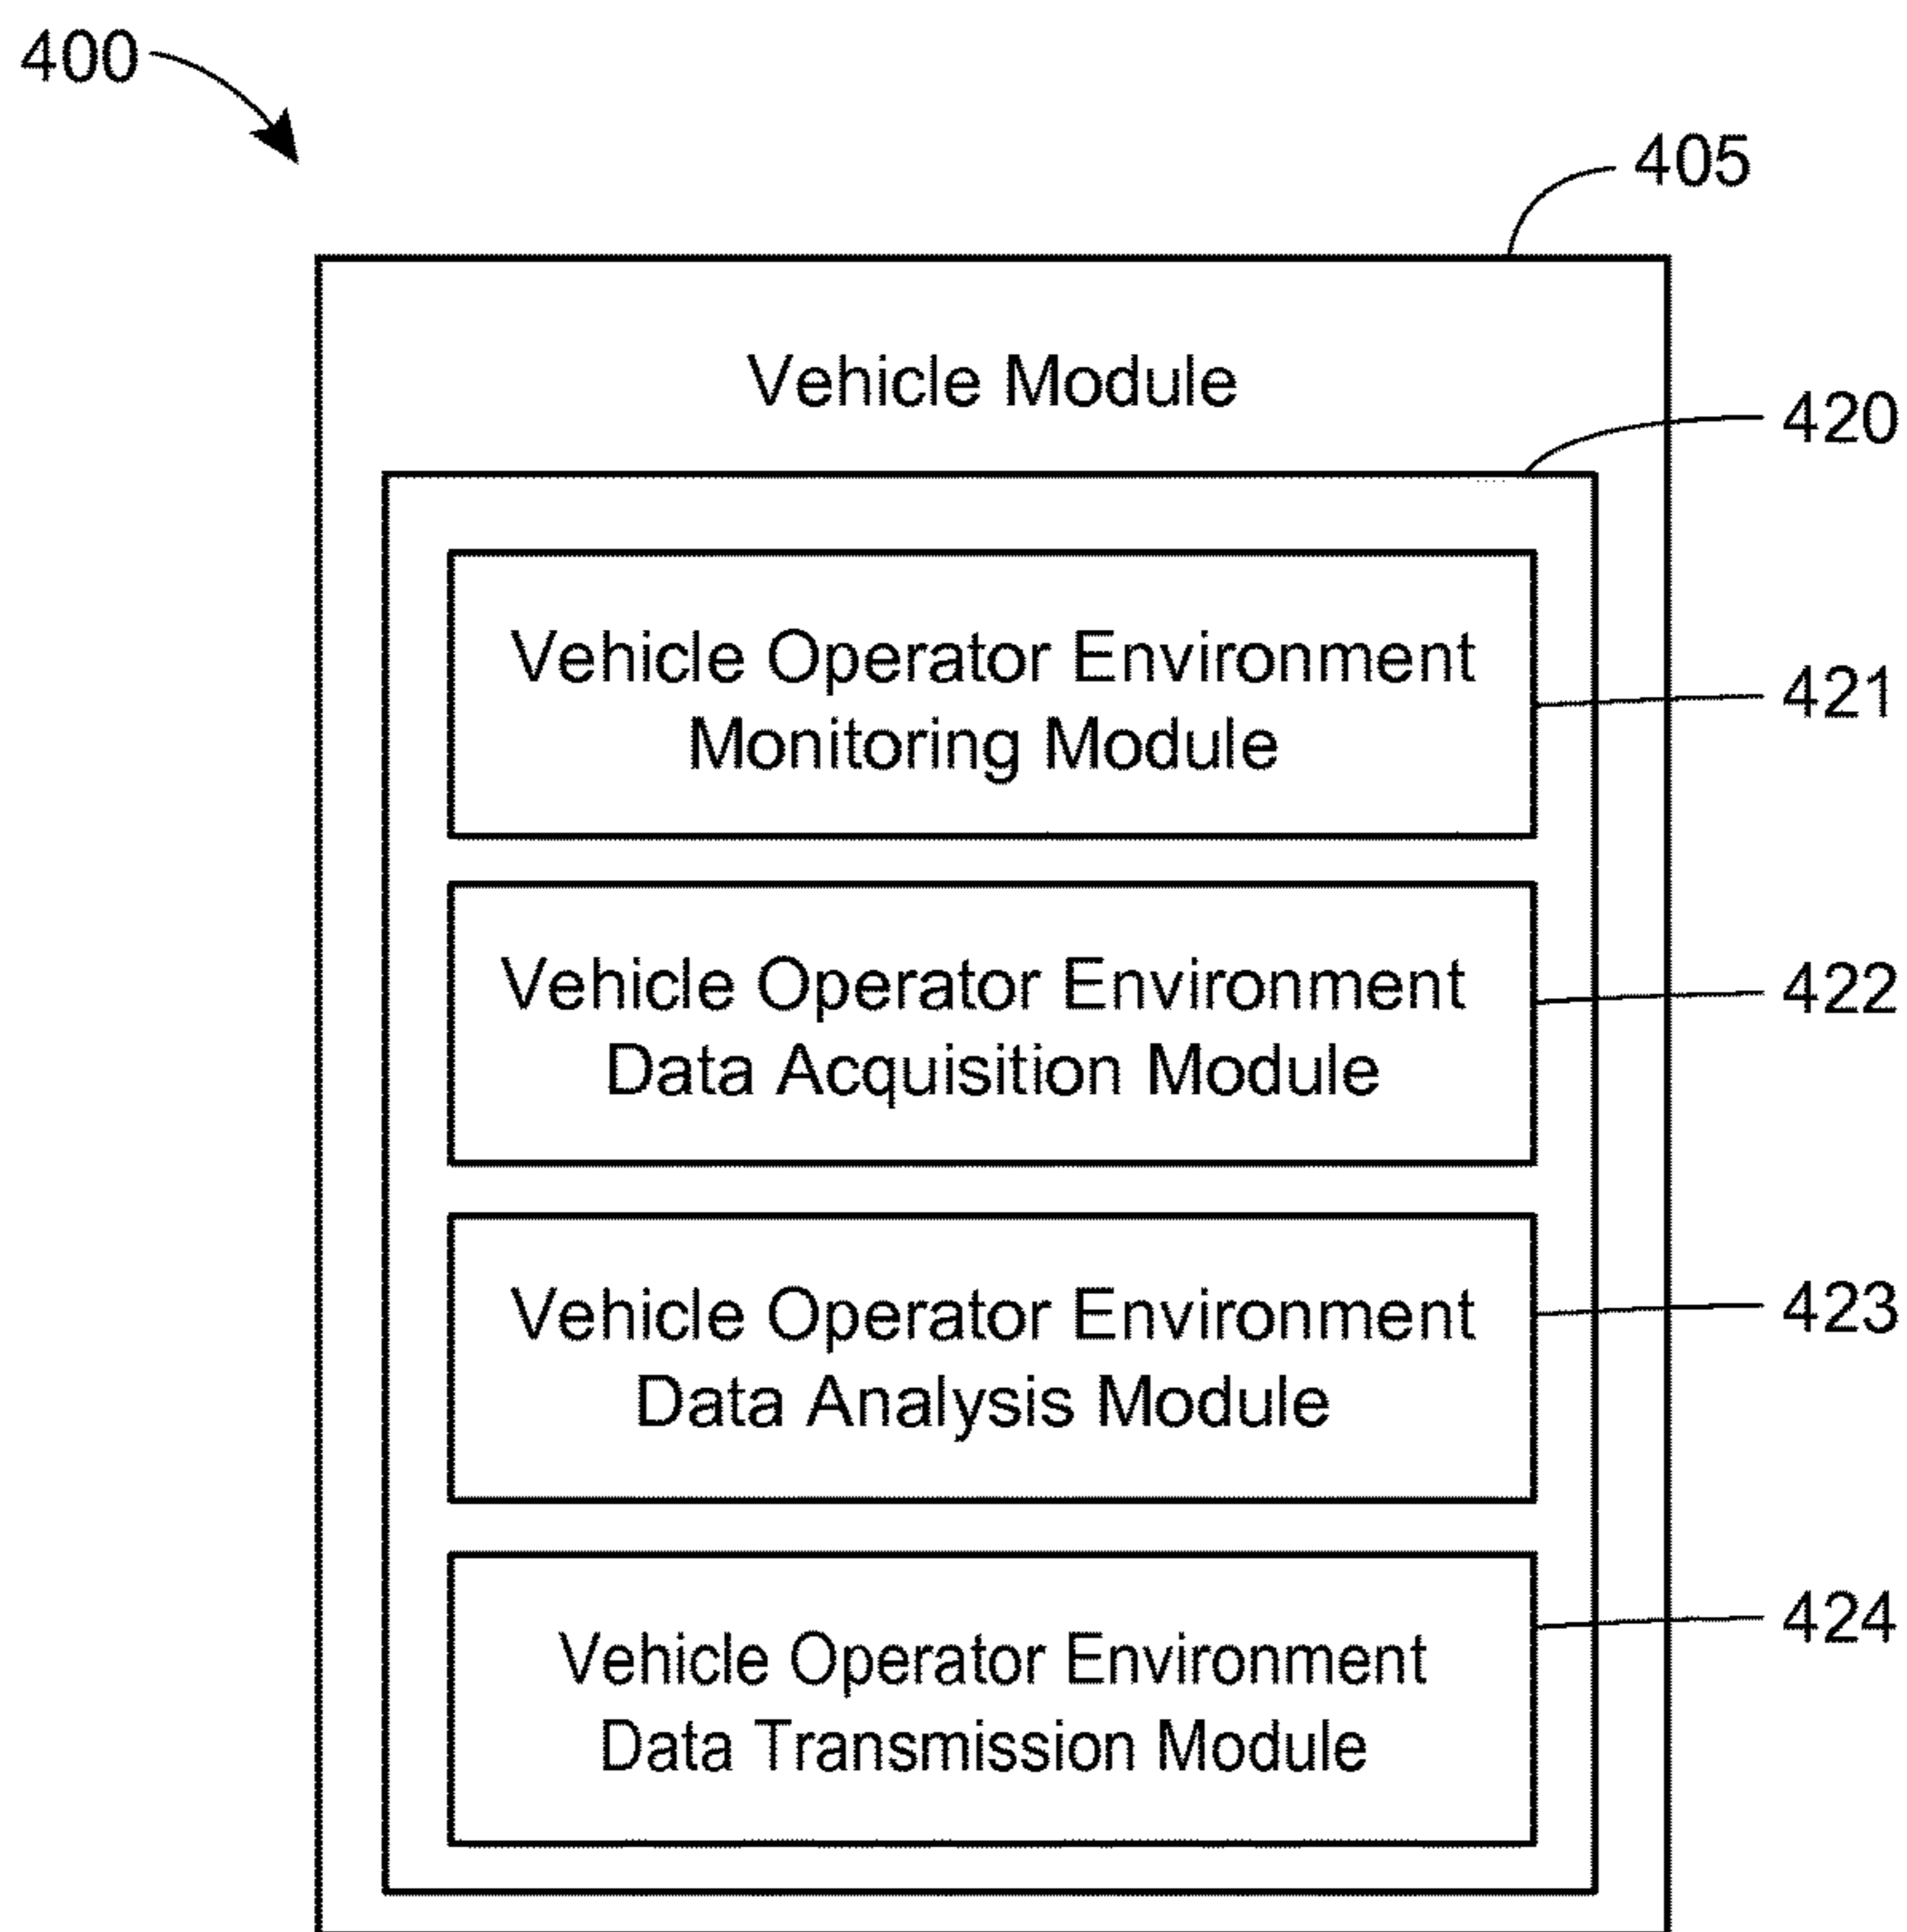 400
405
Vehicle Module
420
Vehicle Operator Environment
Monitoring Module
421
Vehicle Operator Environment
Data Acquisition Module
422
Vehicle Operator Environment
Data Analysis Module
423
Vehicle Operator Environment
Data Transmission Module
424